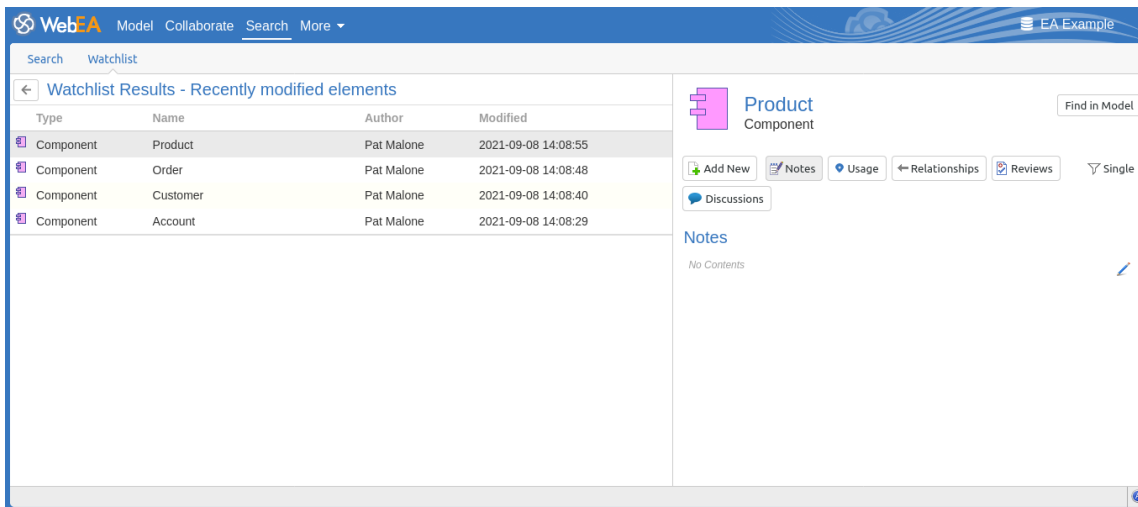 WebEA Model Collaborate Search More EA Example
Search Watchlist
Watchlist Results - Recently modified elements
Type Name Author Modified
Component Product Pat Malone 2021-09-08 14:08:55
Component Order Pat Malone 2021-09-08 14:08:48
Component Customer Pat Malone 2021-09-08 14:08:40
Component Account Pat Malone 2021-09-08 14:08:29
Product
Component
Find in Model
Add New Notes Usage Relationships Reviews Single
Discussions
Notes
No Contents